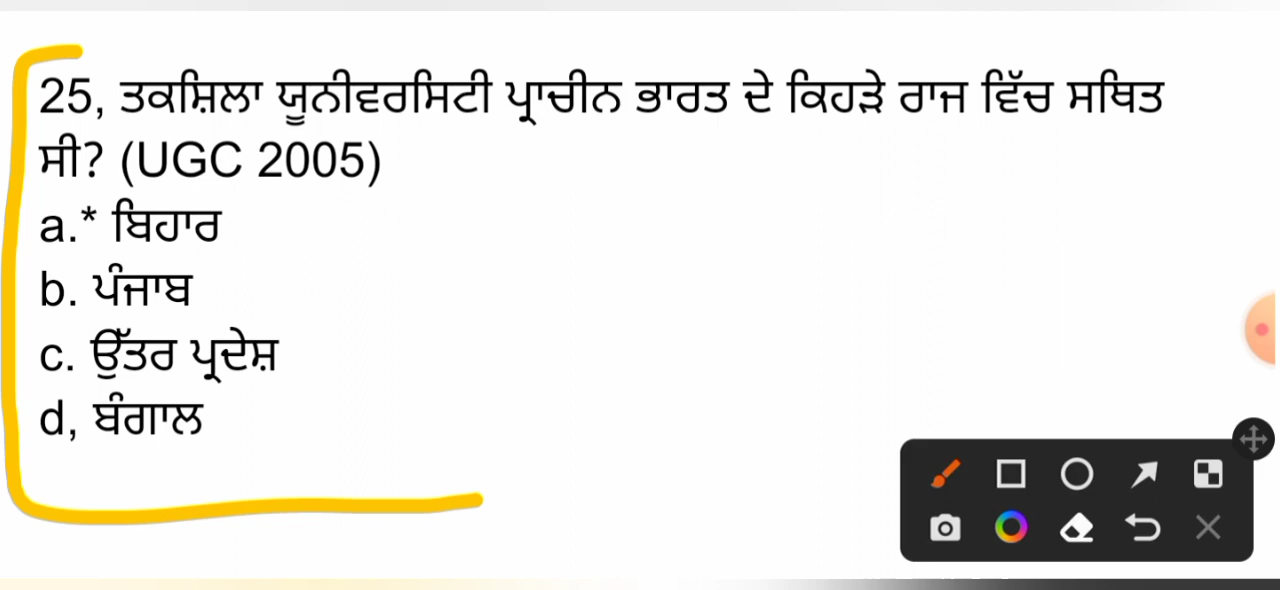 25, ਤਕਸ਼ਿਲਾ ਯੂਨੀਵਰਸਿਟੀ ਪ੍ਰਾਚੀਨ ਭਾਰਤ ਦੇ ਕਿਹੜੇ ਰਾਜ ਵਿੱਚ ਸਥਿਤ
ਸੀ? (UGC 2005)
a.* ਬਿਹਾਰ
b. ਪੰਜਾਬ
c. ਉੱਤਰ ਪ੍ਰਦੇਸ਼
d, ਬੰਗਾਲ